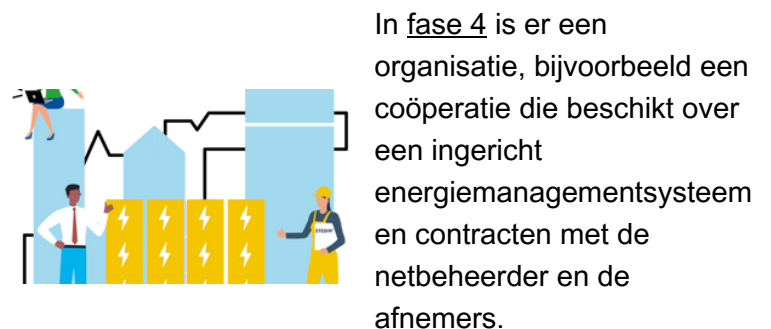 In fase 4 is er een
organisatie, bijvoorbeeld een
coöperatie die beschikt over
een ingericht
energiemanagementsysteem
en contracten met de
netbeheerder en de
afnemers.